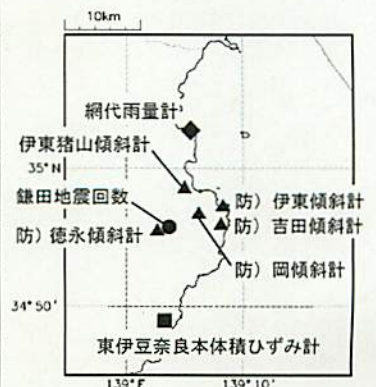 10km
網代雨量計
伊東猪山傾斜計
35°N
鎌田地震回数
防）伊東傾斜計
防）吉田傾斜計
防）徳永傾斜計
防）岡傾斜計
34°50'
東伊豆奈良本体積ひずみ計
139°E
139°10'